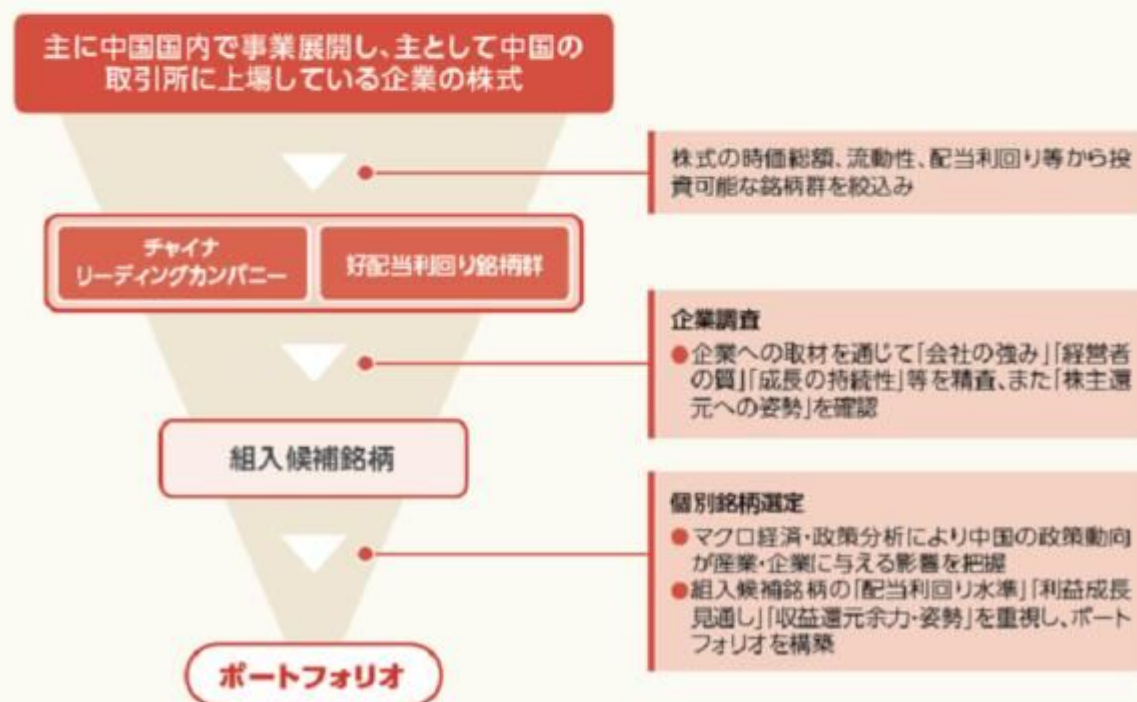 主に中国国内で事業展開し、主として中国の
取引所に上場している企業の株式
株式の時価総額、流動性、配当利回り等から投
資可能な銘柄群を絞込み
チャイナ
リーディングカンパニー
好配当利回り銘柄群
企業調査
●企業への取材を通じて「会社の強み」「経営者
の質」「成長の持続性」等を精査、また「株主還
元への姿勢」を確認
組入候補銘柄
個別銘柄選定
●マクロ経済・政策分析により中国の政策動向
が産業・企業に与える影響を把握
●組入候補銘柄の「配当利回り水準」「利益成長
見通し」「収益還元余力・姿勢」を重視し、ポート
フォリオを構築
ポートフォリオ